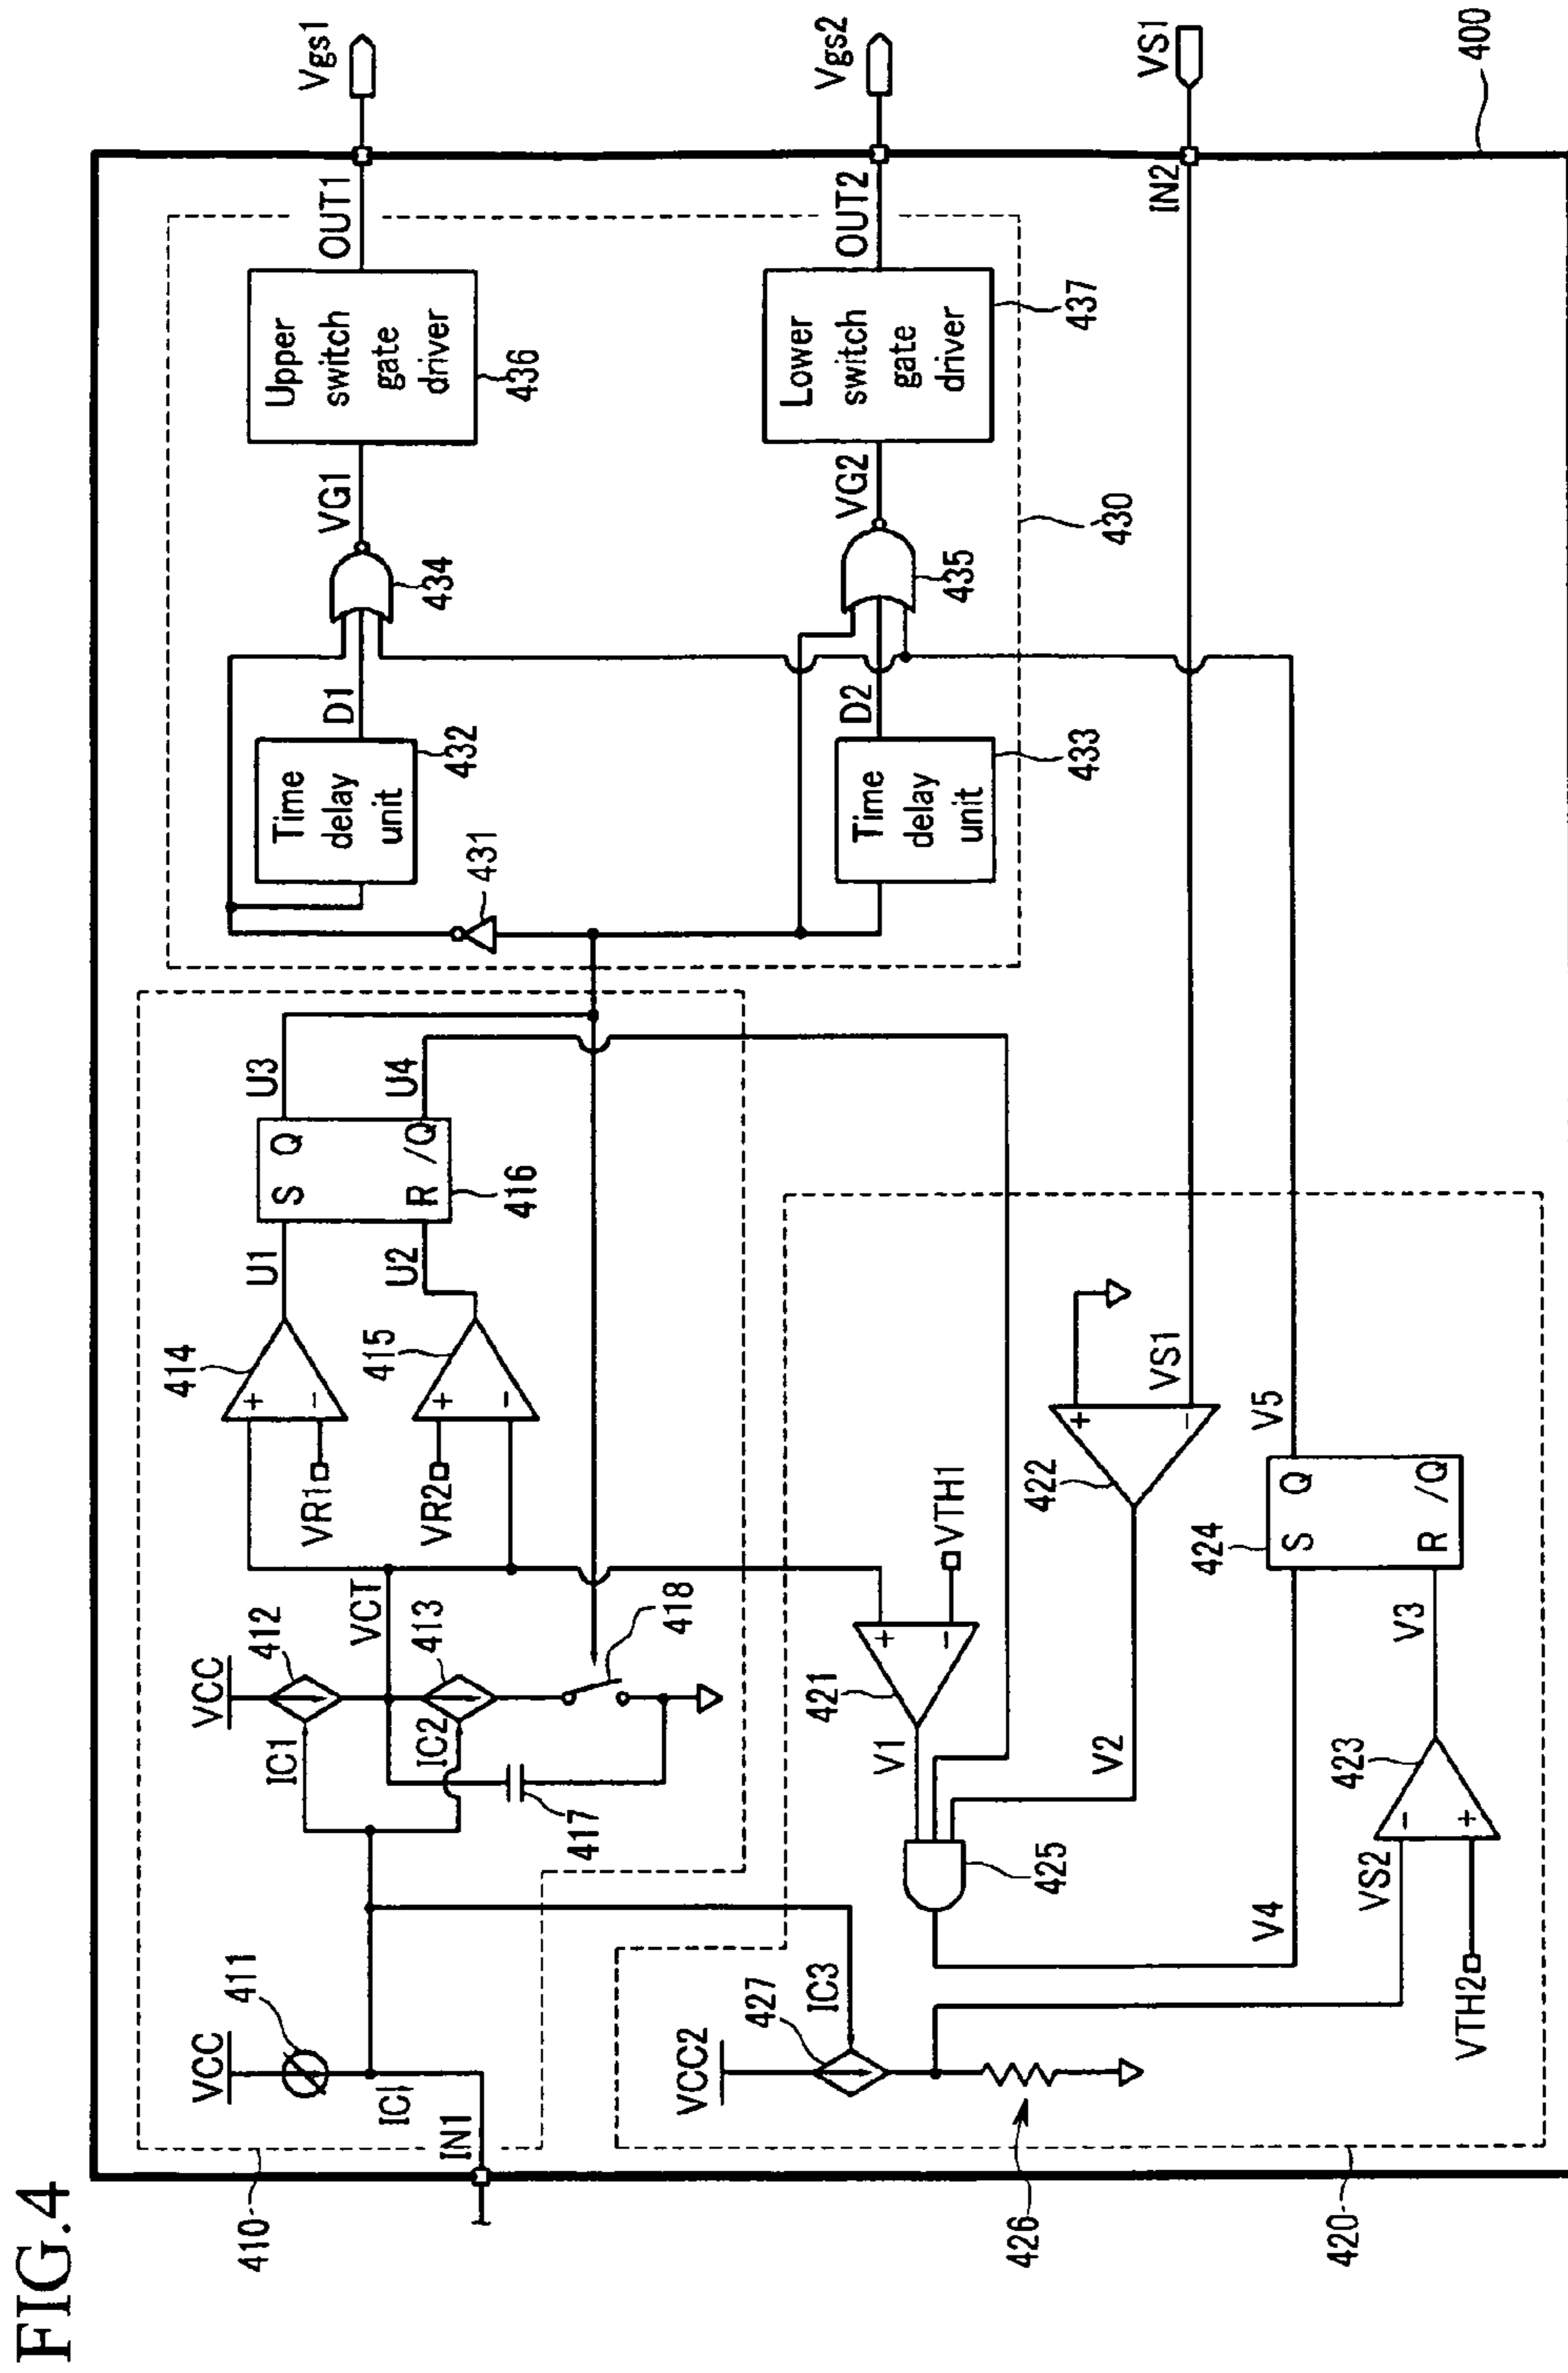 FIG.4
410
VCC
411
ICI
IN1
VCC
412
IC1
VCT
413
IC2
417
418
VR1
414
+
-
U1
VR2
415
+
-
U2
S
Q
R
/Q
416
U3
U4
431
Time
delay
unit
432
D1
434
VG1
Upper
switch
gate
driver
436
OUT1
Vgs1
Time
delay
unit
433
D2
435
VG2
Lower
switch
gate
driver
437
OUT2
Vgs2
430
IN2
VS1
400
VCC2
427
IC3
426
420
425
V1
421
+
-
VTH1
V2
422
+
-
VS1
V4
VS2
VTH2
423
-
+
V3
424
S
Q
R
/Q
V5